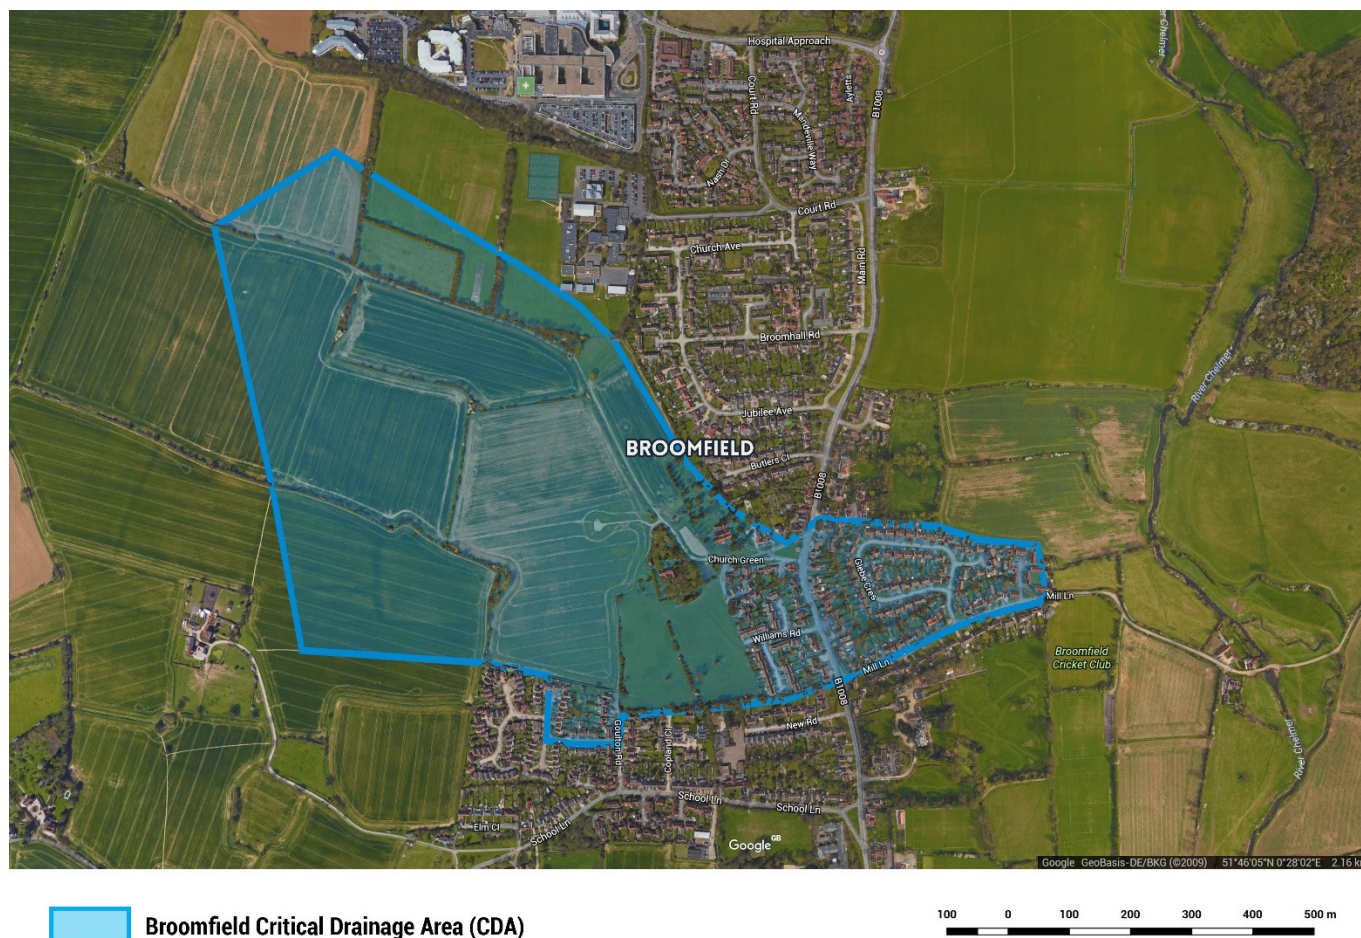 Hospital Approach
River Chelmer
Court Rd
Ayletts
B1008
Mandeville Way
Nash Dr
Court Rd
Church Ave
Main Rd
Broomhall Rd
River Chelmer
Jubilee Ave
BROOMFIELD
Butlers Cl
B1008
Church Green
Glebe Cres
Mill Ln
Williams Rd
Broomfield
Cricket Club
Mill Ln
B1008
New Rd
Goulton Rd
Copland Cl
River Chelmer
School Ln
School Ln
Elm Cl
School Ln
Google GB
Google GeoBasis-DE/BKG (©2009) 51°46'05"N 0°28'02"E 2.16
100 0 100 200 300 400 500 m
Broomfield Critical Drainage Area (CDA)